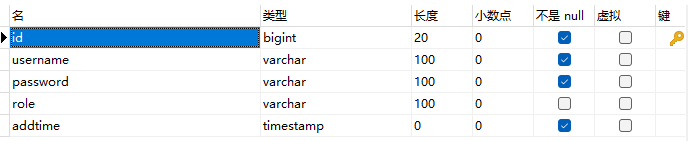 名 类型 长度 小数点 不是 null 虚拟 键
id bigint 20 0
username varchar 100 0
password varchar 100 0
role varchar 100 0
addtime timestamp 0 0